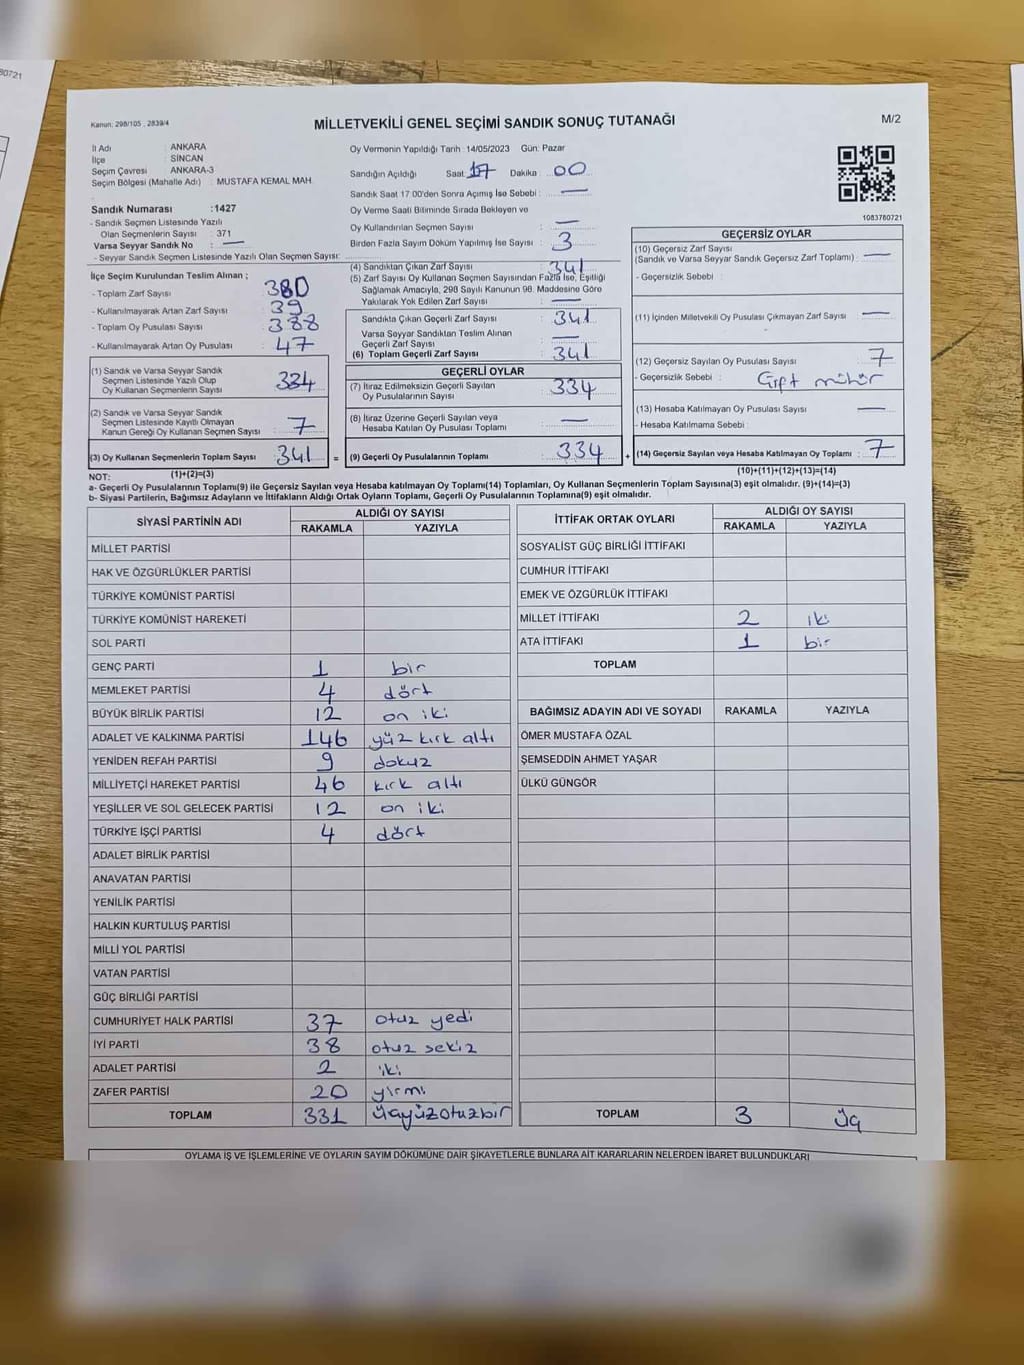 80721
Kanun: 298/105 , 2839/4
MİLLETVEKİLİ GENEL SEÇİMİ SANDIK SONUÇ TUTANAĞI
M/2
İl Adı : ANKARA
İlçe : SİNCAN
Seçim Çevresi : ANKARA-3
Seçim Bölgesi (Mahalle Adı) : MUSTAFA KEMAL MAH.
Sandık Numarası :1427
- Sandık Seçmen Listesinde Yazılı
Olan Seçmenlerin Sayısı : 371
Varsa Seyyar Sandık No : —
- Seyyar Sandık Seçmen Listesinde Yazılı Olan Seçmen Sayısı:
Oy Vermenin Yapıldığı Tarih :14/05/2023 Gün: Pazar
Sandığın Açıldığı Saat: 17 Dakika : 00
Sandık Saat 17.00'den Sonra Açımış İse Sebebi : —
Oy Verme Saati Bitiminde Sırada Bekleyen ve
Oy Kullandırılan Seçmen Sayısı : —
Birden Fazla Sayım Döküm Yapılmış İse Sayısı : 3
1083780721
İlçe Seçim Kurulundan Teslim Alınan ;
- Toplam Zarf Sayısı : 380
- Kullanılmayarak Artan Zarf Sayısı : 39
- Toplam Oy Pusulası Sayısı : 388
- Kullanılmayarak Artan Oy Pusulası : 47
(1) Sandık ve Varsa Seyyar Sandık
Seçmen Listesinde Yazılı Olup
Oy Kullanan Seçmenlerin Sayısı : 334
(2) Sandık ve Varsa Seyyar Sandık
Seçmen Listesinde Kayıtlı Olmayan
Kanun Gereği Oy Kullanan Seçmen Sayısı : 7
(3) Oy Kullanan Seçmenlerin Toplam Sayısı : 341
(4) Sandıktan Çıkan Zarf Sayısı : 341
(5) Zarf Sayısı Oy Kullanan Seçmen Sayısından Fazla İse, Eşitliği
Sağlamak Amacıyla, 298 Sayılı Kanunun 98. Maddesine Göre
Yakılarak Yok Edilen Zarf Sayısı : —
Sandıkta Çıkan Geçerli Zarf Sayısı : 341
Varsa Seyyar Sandıktan Teslim Alınan
Geçerli Zarf Sayısı : —
(6) Toplam Geçerli Zarf Sayısı : 341
GEÇERLİ OYLAR
(7) İtiraz Edilmeksizin Geçerli Sayılan
Oy Pusulalarının Sayısı : 334
(8) İtiraz Üzerine Geçerli Sayılan veya
Hesaba Katılan Oy Pusulası Toplamı : —
= (9) Geçerli Oy Pusulalarının Toplamı : 334 +
GEÇERSİZ OYLAR
(10) Geçersiz Zarf Sayısı
(Sandık ve Varsa Seyyar Sandık Geçersiz Zarf Toplamı) : —
- Geçersizlik Sebebi :
(11) İçinden Milletvekili Oy Pusulası Çıkmayan Zarf Sayısı : —
(12) Geçersiz Sayılan Oy Pusulası Sayısı : 7
- Geçersizlik Sebebi : Çift mühür
(13) Hesaba Katılmayan Oy Pusulası Sayısı : —
- Hesaba Katılmama Sebebi :
(14) Geçersiz Sayılan veya Hesaba Katılmayan Oy Toplamı : 7
NOT: (1)+(2)=(3)
(10)+(11)+(12)+(13)=(14)
a- Geçerli Oy Pusulalarının Toplamı(9) ile Geçersiz Sayılan veya Hesaba katılmayan Oy Toplamı(14) Toplamları, Oy Kullanan Seçmenlerin Toplam Sayısına(3) eşit olmalıdır. (9)+(14)=(3)
b- Siyasi Partilerin, Bağımsız Adayların ve İttifakların Aldığı Ortak Oyların Toplamı, Geçerli Oy Pusulalarının Toplamına(9) eşit olmalıdır.
SİYASİ PARTİNİN ADI ALDIĞI OY SAYISI
RAKAMLA YAZIYLA
MİLLET PARTİSİ
HAK VE ÖZGÜRLÜKLER PARTİSİ
TÜRKİYE KOMÜNİST PARTİSİ
TÜRKİYE KOMÜNİST HAREKETİ
SOL PARTİ
GENÇ PARTİ 1 bir
MEMLEKET PARTİSİ 4 dört
BÜYÜK BİRLİK PARTİSİ 12 on iki
ADALET VE KALKINMA PARTİSİ 146 yüz kırk altı
YENİDEN REFAH PARTİSİ 9 dokuz
MİLLİYETÇİ HAREKET PARTİSİ 46 kırk altı
YEŞİLLER VE SOL GELECEK PARTİSİ 12 on iki
TÜRKİYE İŞÇİ PARTİSİ 4 dört
ADALET BİRLİK PARTİSİ
ANAVATAN PARTİSİ
YENİLİK PARTİSİ
HALKIN KURTULUŞ PARTİSİ
MİLLİ YOL PARTİSİ
VATAN PARTİSİ
GÜÇ BİRLİĞİ PARTİSİ
CUMHURİYET HALK PARTİSİ 37 otuz yedi
İYİ PARTİ 38 otuz sekiz
ADALET PARTİSİ 2 iki
ZAFER PARTİSİ 20 yirmi
TOPLAM 331 üçyüzotuzbir
İTTİFAK ORTAK OYLARI ALDIĞI OY SAYISI
RAKAMLA YAZIYLA
SOSYALİST GÜÇ BİRLİĞİ İTTİFAKI
CUMHUR İTTİFAKI
EMEK VE ÖZGÜRLÜK İTTİFAKI
MİLLET İTTİFAKI 2 iki
ATA İTTİFAKI 1 bir
TOPLAM
BAĞIMSIZ ADAYIN ADI VE SOYADI RAKAMLA YAZIYLA
ÖMER MUSTAFA ÖZAL
ŞEMSEDDİN AHMET YAŞAR
ÜLKÜ GÜNGÖR
TOPLAM 3 üç
OYLAMA İŞ VE İŞLEMLERİNE VE OYLARIN SAYIM DÖKÜMÜNE DAİR ŞİKAYETLERLE BUNLARA AİT KARARLARIN NELERDEN İBARET BULUNDUKLARI